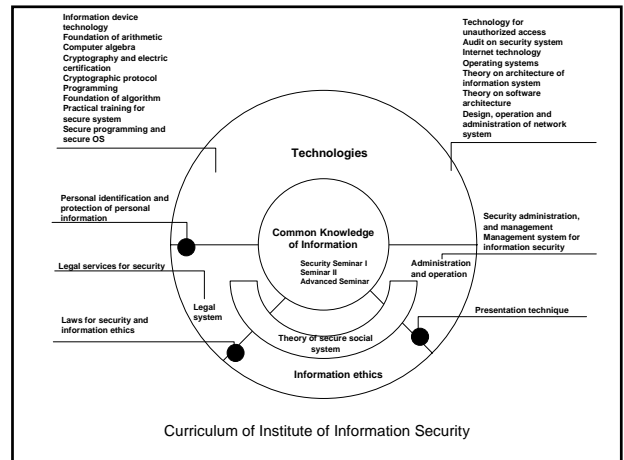 Information device
technology
Foundation of arithmetic
Computer algebra
Cryptography and electric
certification
Cryptographic protocol
Programming
Foundation of algorithm
Practical training for
secure system
Secure programming and
secure OS
Technology for
unauthorized access
Audit on security system
Internet technology
Operating systems
Theory on architecture of
information system
Theory on software
architecture
Design, operation and
administration of network
system
Technologies
Personal identification and
protection of personal
information
Common Knowledge
of Information
Security Seminar I
Seminar II
Advanced Seminar
Security administration,
and management
Management system for
information security
Administration
and operation
Legal services for security
Legal
system
Presentation technique
Laws for security and
information ethics
Theory of secure social
system
Information ethics
Curriculum of Institute of Information Security